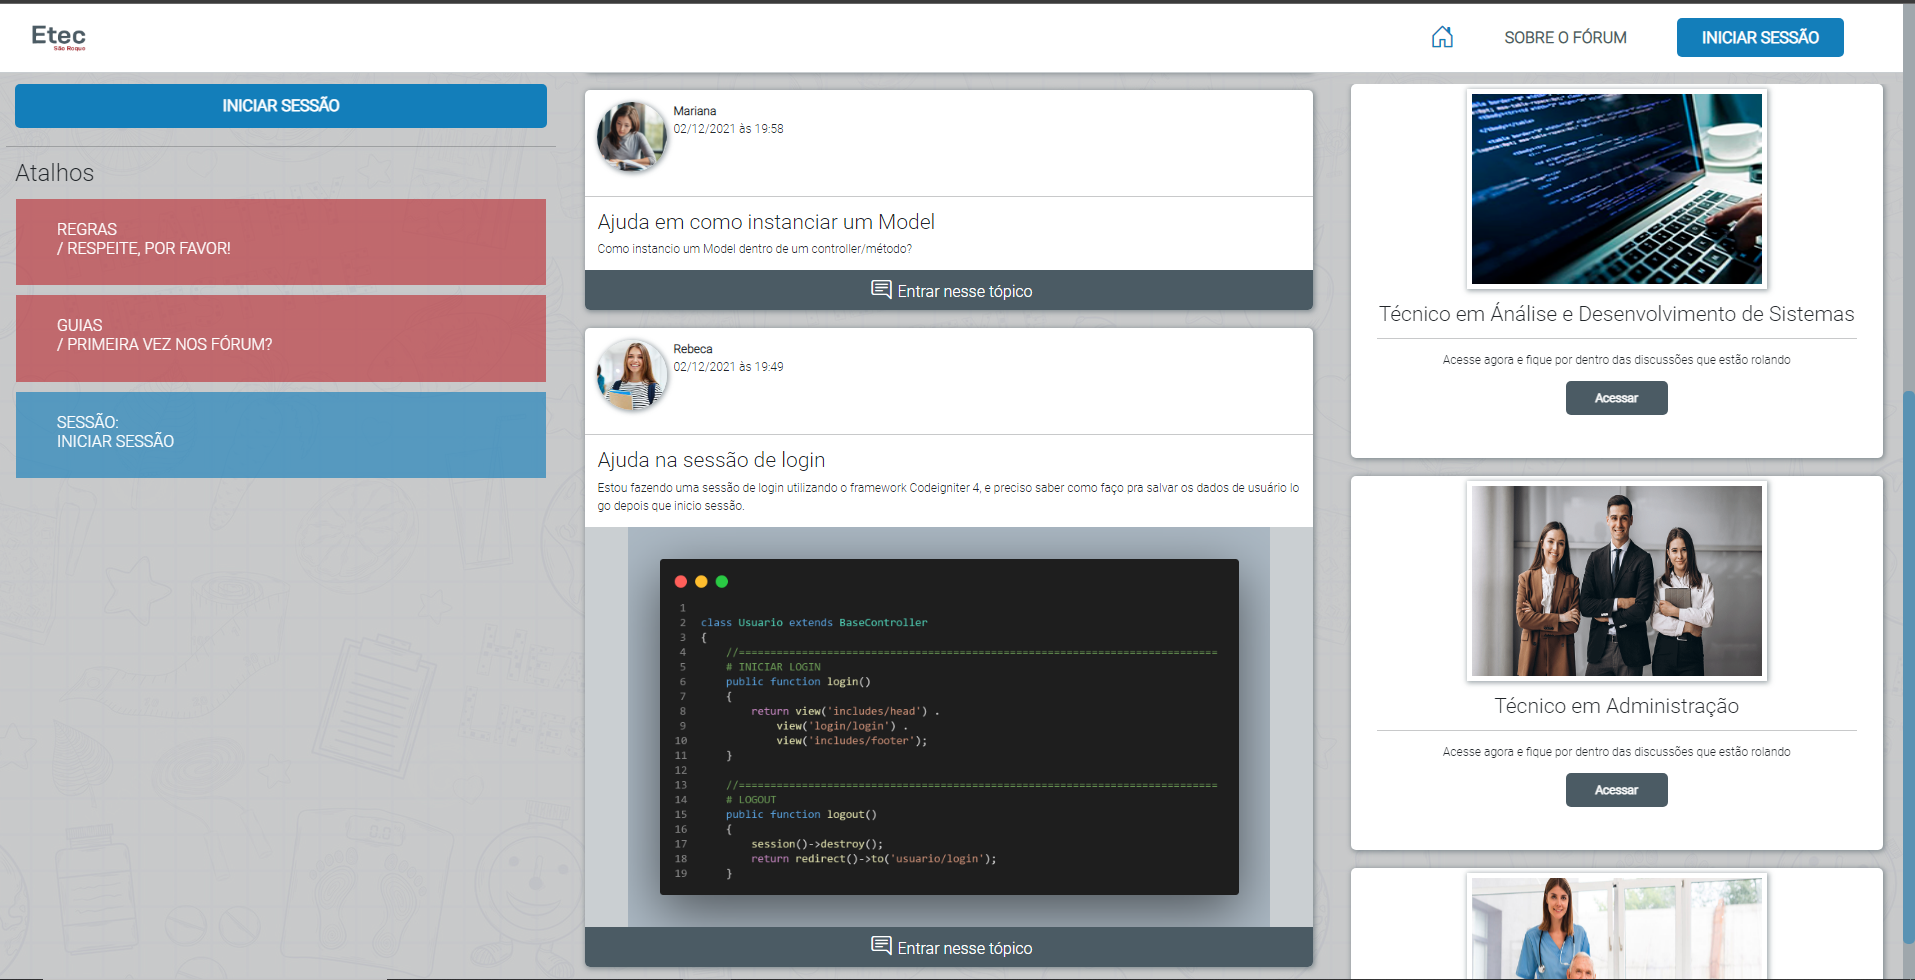 Etec
São Roque
SOBRE O FÓRUM
INICIAR SESSÃO
INICIAR SESSÃO
Atalhos
REGRAS
/ RESPEITE, POR FAVOR!
GUIAS
/ PRIMEIRA VEZ NOS FÓRUM?
SESSÃO:
INICIAR SESSÃO
Mariana
02/12/2021 às 19:58
Ajuda em como instanciar um Model
Como instancio um Model dentro de um controller/método?
Entrar nesse tópico
Rebeca
02/12/2021 às 19:49
Ajuda na sessão de login
Estou fazendo uma sessão de login utilizando o framework Codeigniter 4, e preciso saber como faço pra salvar os dados de usuário lo
go depois que inicio sessão.
1
2 class Usuario extends BaseController
3 {
4 //============================================================================
5 # INICIAR LOGIN
6 public function login()
7 {
8 return view('includes/head') .
9 view('login/login') .
10 view('includes/footer');
11 }
12
13 //============================================================================
14 # LOGOUT
15 public function logout()
16 {
17 session()->destroy();
18 return redirect()->to('usuario/login');
19 }
Entrar nesse tópico
Técnico em Ánálise e Desenvolvimento de Sistemas
Acesse agora e fique por dentro das discussões que estão rolando
Acessar
Técnico em Administração
Acesse agora e fique por dentro das discussões que estão rolando
Acessar